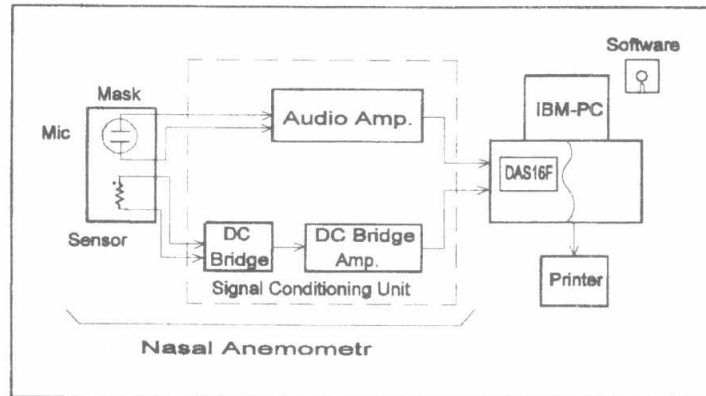 Software
Mask
Mic
Audio Amp.
IBM-PC
DAS16F
Sensor
DC
Bridge
DC Bridge
Amp.
Signal Conditioning Unit
Printer
Nasal Anemometr